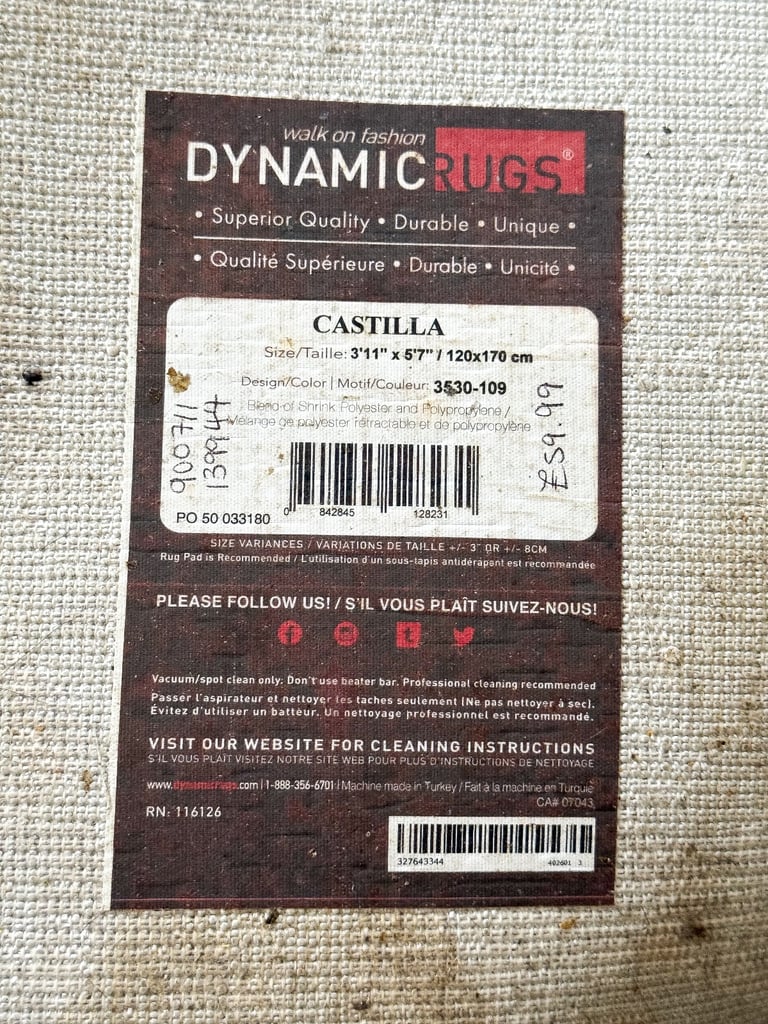 walk on fashion
DYNAMIC RUGS®
• Superior Quality • Durable • Unique •
• Qualité Supérieure • Durable • Unicité •
CASTILLA
Size/Taille: 3'11" x 5'7" / 120x170 cm
Design/Color | Motif/Couleur: 3530-109
Blend of Shrink Polyester and Polypropylene /
Mélange de polyester rétractable et de polypropylène
900711
139944
£59.99
0 842845 128231
PO 50 033180
SIZE VARIANCES / VARIATIONS DE TAILLE +/- 3" OR +/- 8CM
Rug Pad is Recommended / L'utilisation d'un sous-tapis antidérapant est recommandée
PLEASE FOLLOW US! / S'IL VOUS PLAÎT SUIVEZ-NOUS!
Vacuum/spot clean only: Don't use beater bar. Professional cleaning recommended
Passer l'aspirateur et nettoyer les taches seulement (Ne pas nettoyer à sec).
Évitez d'utiliser un batteur. Un nettoyage professionnel est recommandé.
VISIT OUR WEBSITE FOR CLEANING INSTRUCTIONS
S'IL VOUS PLAÎT VISITEZ NOTRE SITE WEB POUR PLUS D'INSTRUCTIONS DE NETTOYAGE
www.dynamicrugs.com | 1-888-356-6701 | Machine made in Turkey / Fait à la machine en Turquie
CA# 07043
RN: 116126
327643344 402601 3